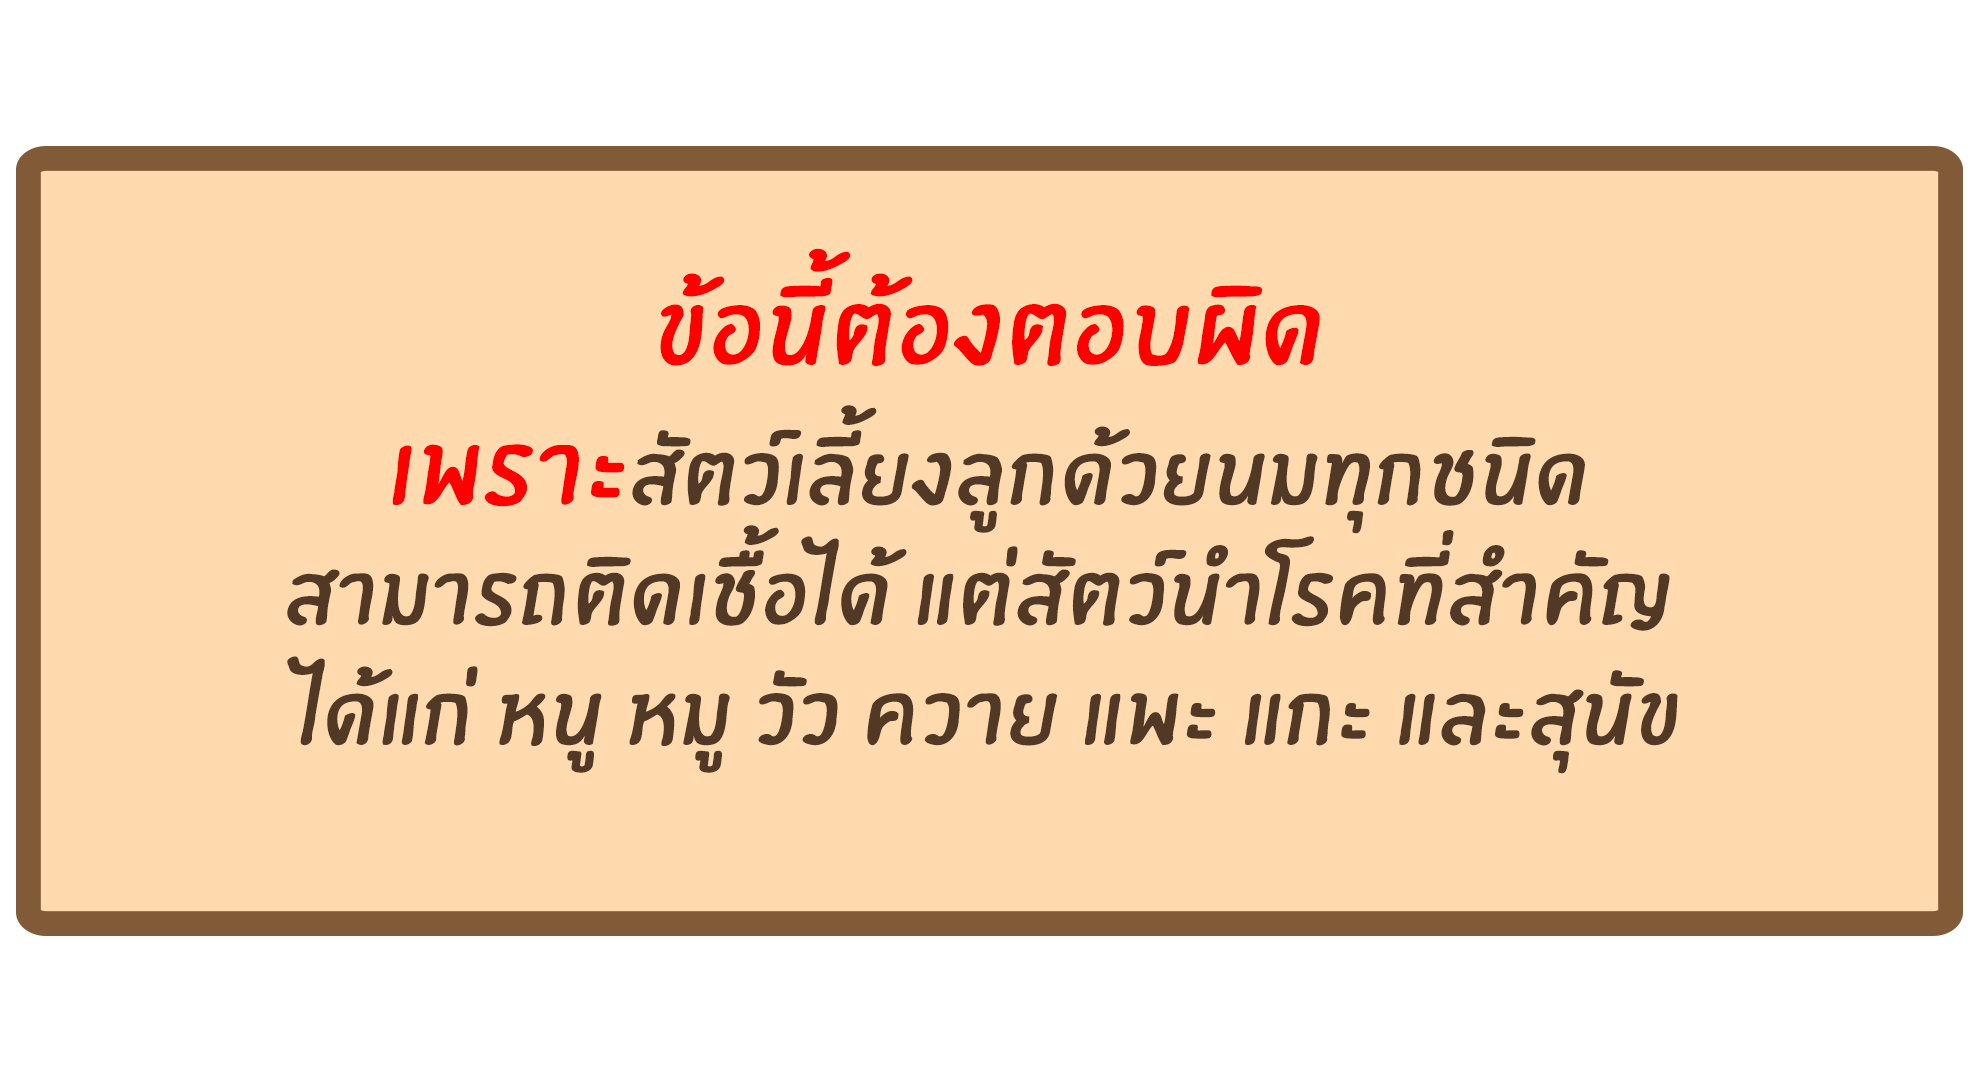 ข้อนี้ต้องตอบผิด
เพราะสัตว์เลี้ยงลูกด้วยนมทุกชนิด
สามารถติดเชื้อได้ แต่สัตว์นำโรคที่สำคัญ
ได้แก่ หนู หมู วัว ควาย แพะ แกะ และสุนัข